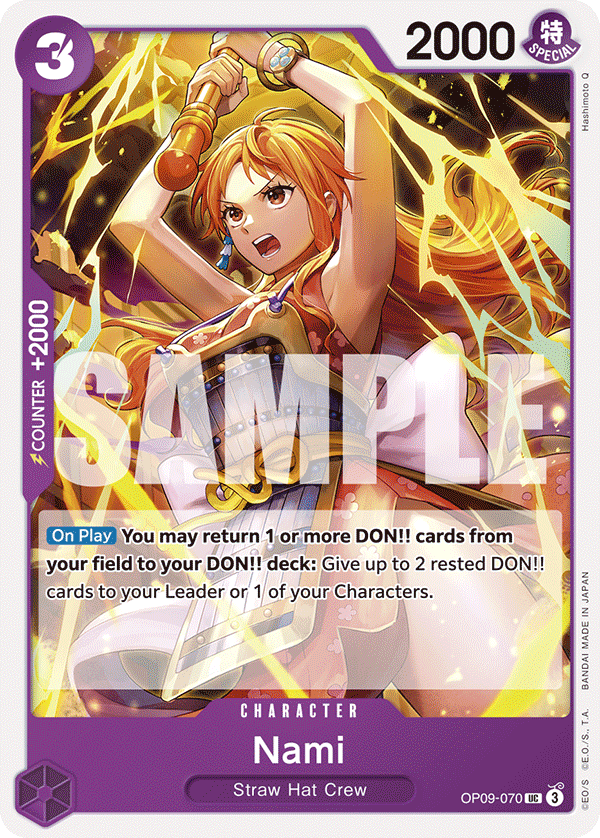 3
2000
特
SPECIAL
Hashimoto Q
COUNTER +2000
SAMPLE
On Play You may return 1 or more DON!! cards from
your field to your DON!! deck: Give up to 2 rested DON!!
cards to your Leader or 1 of your Characters.
CHARACTER
Nami
Straw Hat Crew
OP09-070 UC 3
©EO/S ©E.O./S., T.A. BANDAI MADE IN JAPAN